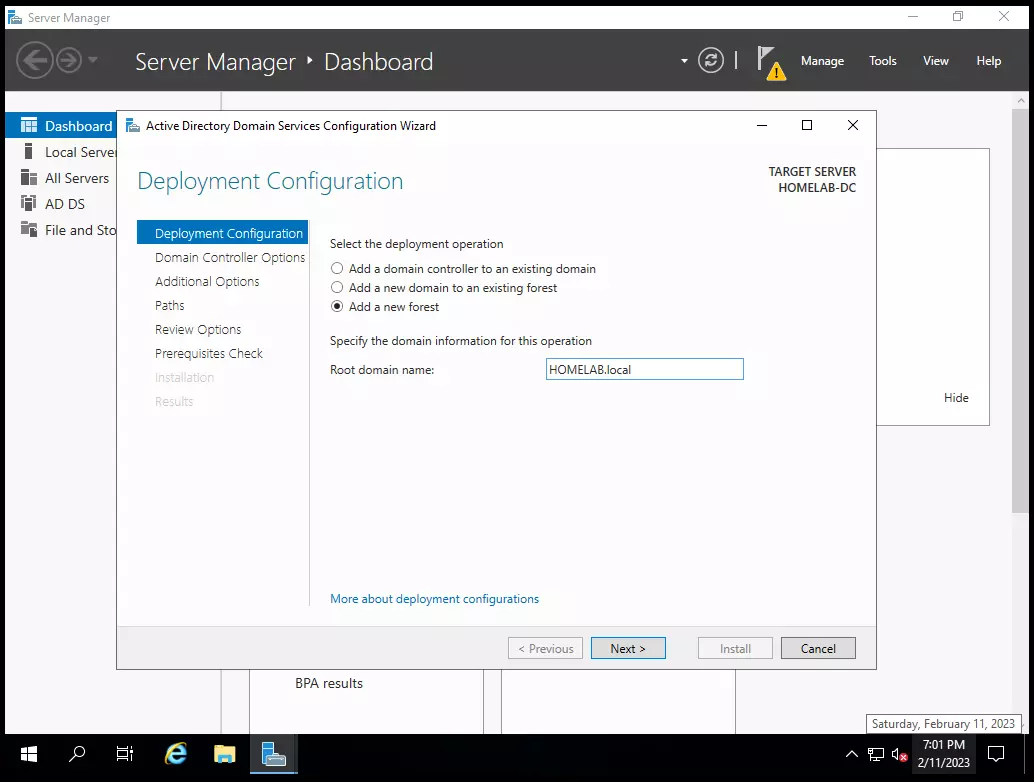 Server Manager
Server Manager ‣ Dashboard
Manage Tools View Help
Dashboard
Local Server
All Servers
AD DS
File and Sto
Active Directory Domain Services Configuration Wizard
Deployment Configuration
TARGET SERVER
HOMELAB-DC
Deployment Configuration
Domain Controller Options
Additional Options
Paths
Review Options
Prerequisites Check
Installation
Results
Select the deployment operation
Add a domain controller to an existing domain
Add a new domain to an existing forest
Add a new forest
Specify the domain information for this operation
Root domain name: HOMELAB.local
More about deployment configurations
< Previous Next > Install Cancel
Hide
BPA results
Saturday, February 11, 2023
7:01 PM
2/11/2023